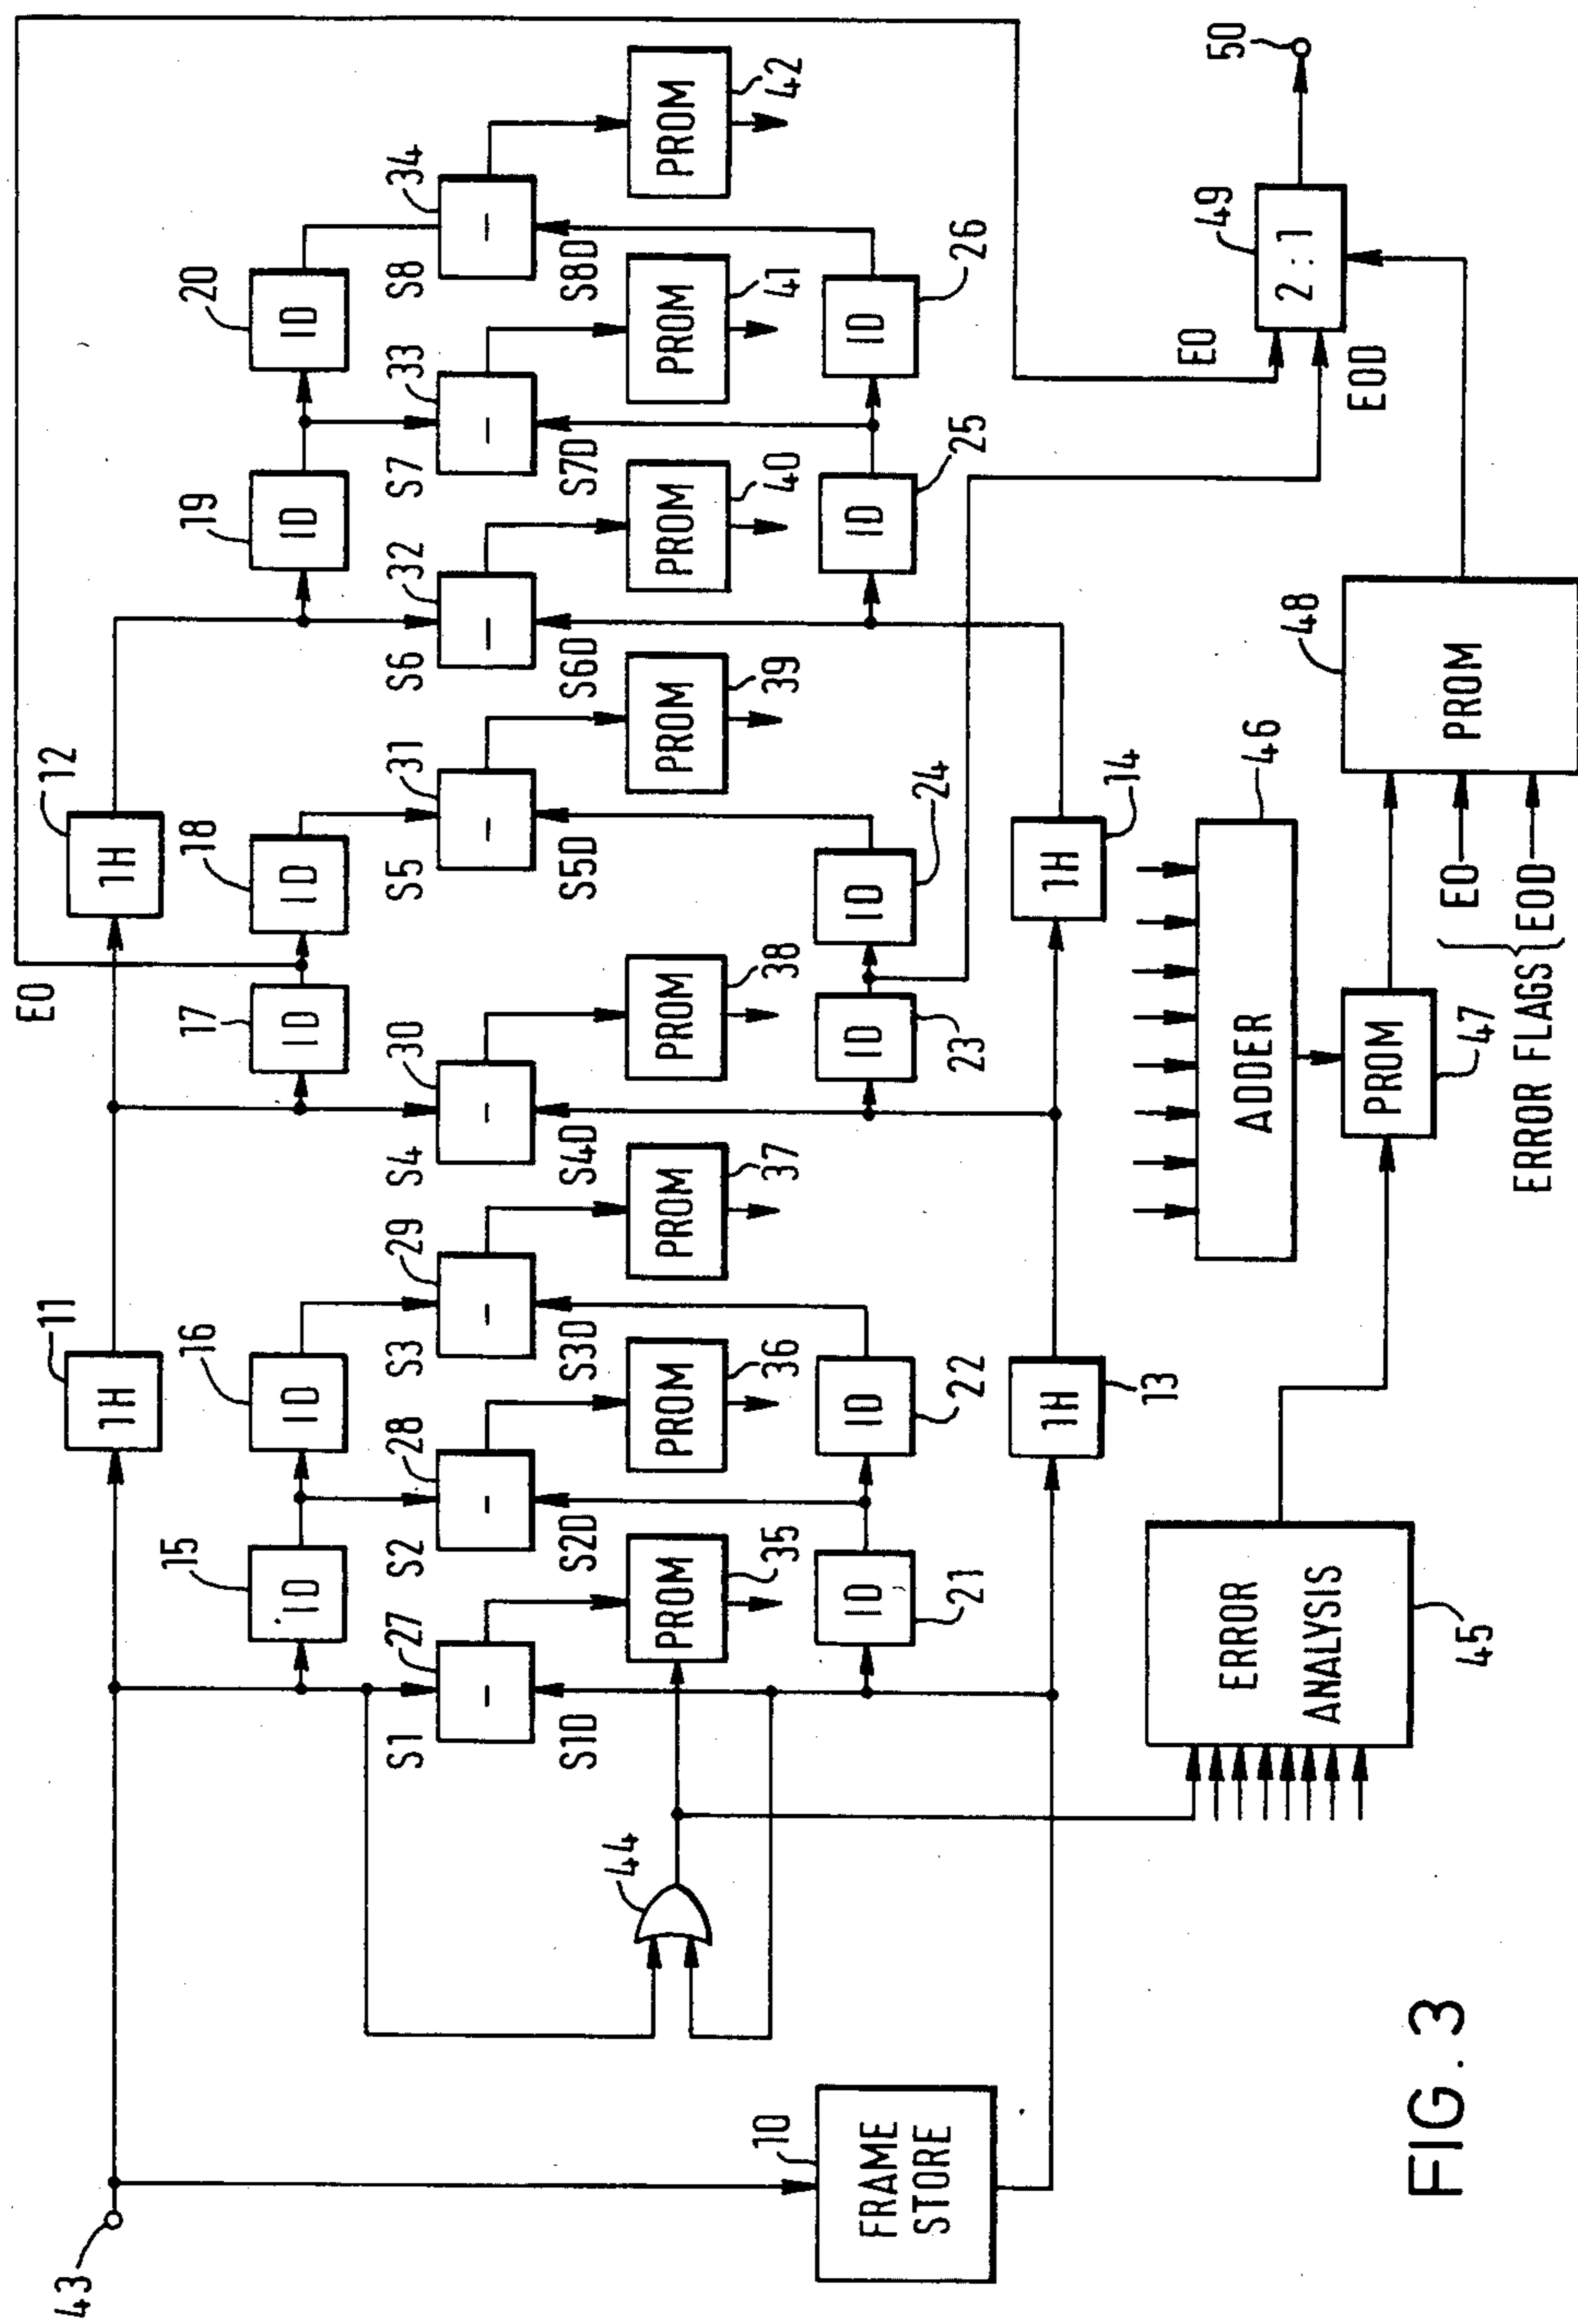 43
11
1H
12
1H
E0
15
1D
16
1D
17
1D
18
1D
19
1D
20
1D
S1
27
–
S1D
S2
28
–
S2D
S3
29
–
S3D
S4
30
–
S4D
S5
31
–
S5D
S6
32
–
S6D
S7
33
–
S7D
S8
34
–
S8D
44
PROM
35
PROM
36
PROM
37
PROM
38
PROM
39
PROM
40
PROM
41
PROM
42
10
FRAME
STORE
1D
21
1D
22
1D
23
1D
24
1D
25
1D
26
1H
13
1H
14
ERROR
ANALYSIS
45
ADDER
46
PROM
47
ERROR FLAGS
E0
E0D
PROM
48
E0
E0D
2 : 1
49
50
FIG. 3